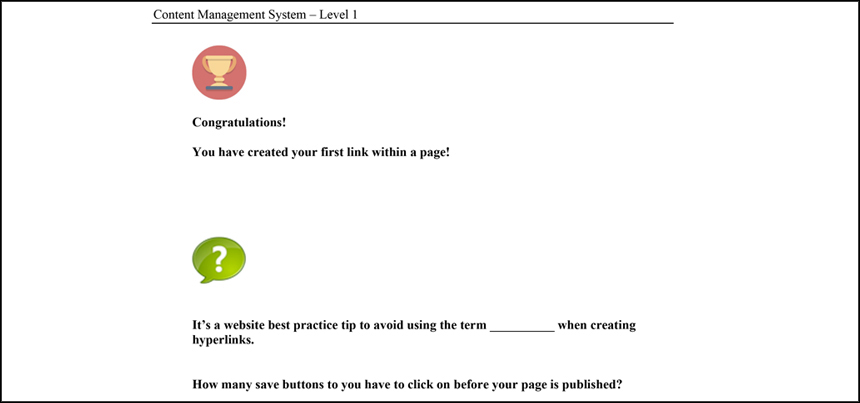 Content Management System – Level 1
Congratulations!
You have created your first link within a page!
?
It’s a website best practice tip to avoid using the term __________ when creating
hyperlinks.
How many save buttons to you have to click on before your page is published?